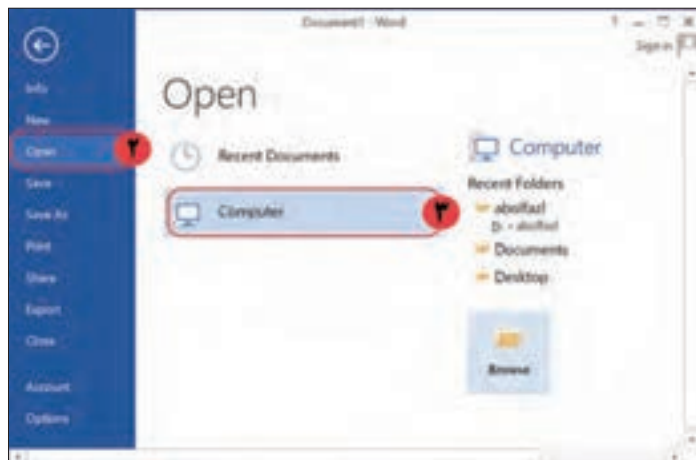 Document1 - Word
?
Sign in
Info
New
Open
۲
Save
Save As
Print
Share
Export
Close
Account
Options
Open
Recent Documents
Computer
۳
Computer
Recent Folders
abolfazl
D: » abolfazl
Documents
Desktop
Browse